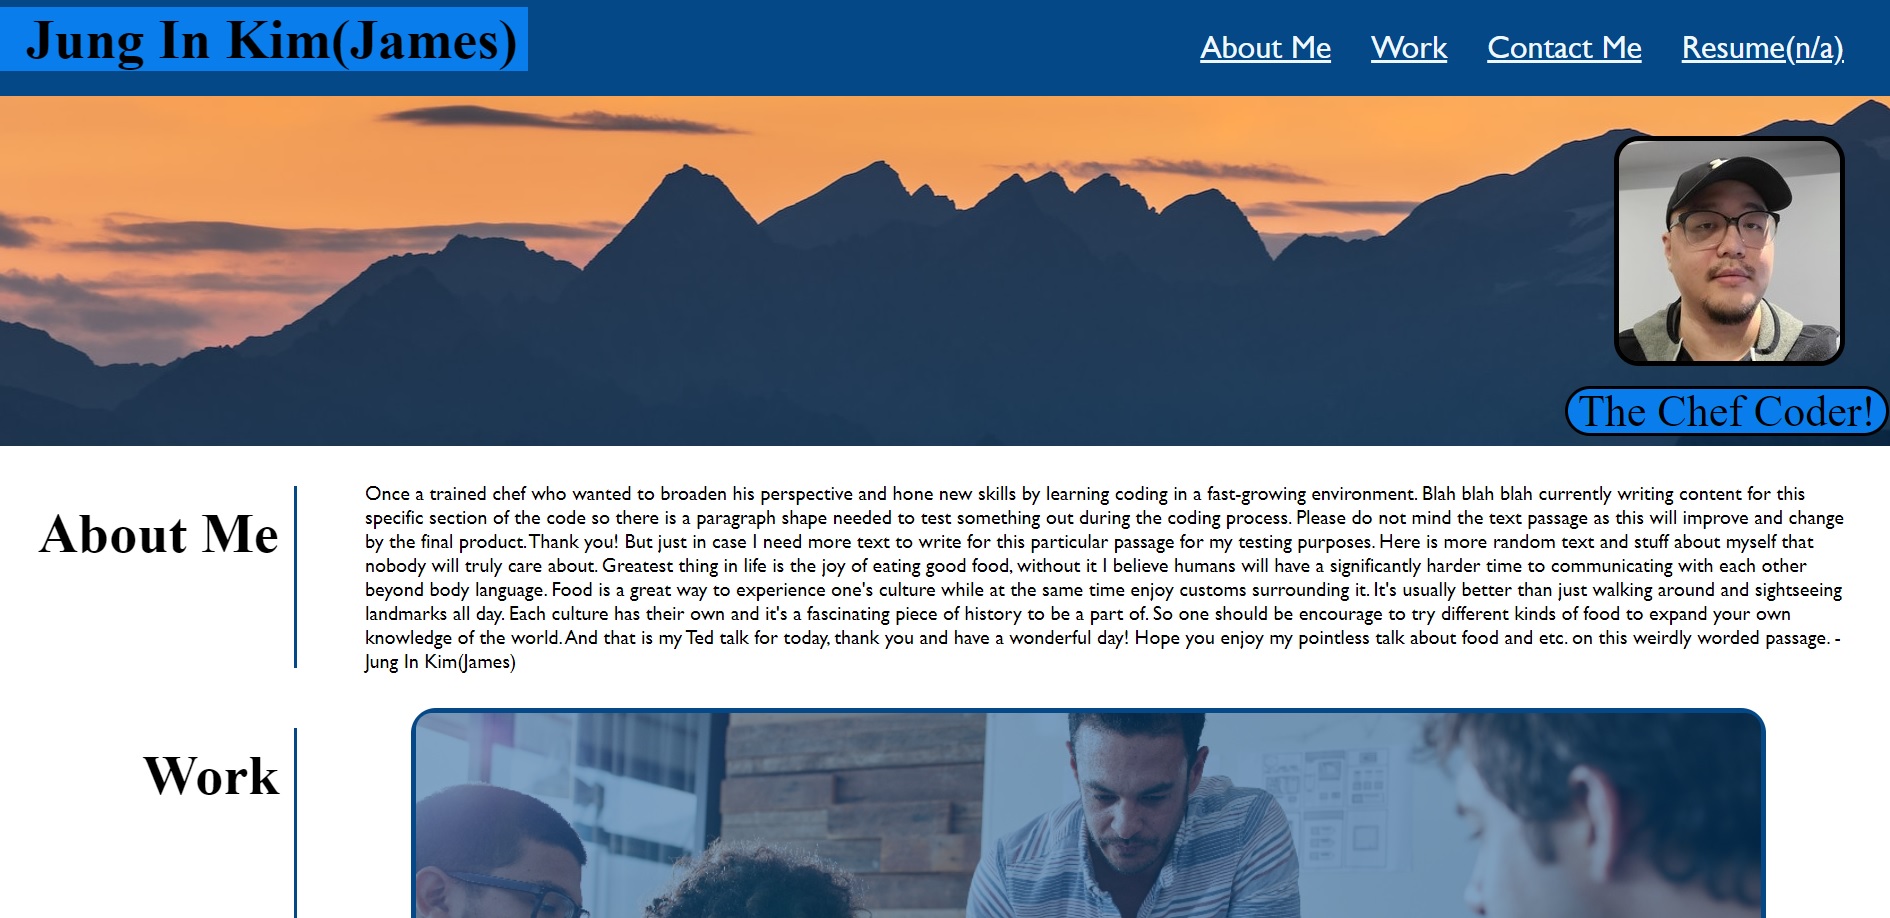 Jung In Kim(James)
About Me Work Contact Me Resume(n/a)
The Chef Coder!
About Me
Once a trained chef who wanted to broaden his perspective and hone new skills by learning coding in a fast-growing environment. Blah blah blah currently writing content for this
specific section of the code so there is a paragraph shape needed to test something out during the coding process. Please do not mind the text passage as this will improve and change
by the final product. Thank you! But just in case I need more text to write for this particular passage for my testing purposes. Here is more random text and stuff about myself that
nobody will truly care about. Greatest thing in life is the joy of eating good food, without it I believe humans will have a significantly harder time to communicating with each other
beyond body language. Food is a great way to experience one's culture while at the same time enjoy customs surrounding it. It's usually better than just walking around and sightseeing
landmarks all day. Each culture has their own and it's a fascinating piece of history to be a part of. So one should be encourage to try different kinds of food to expand your own
knowledge of the world. And that is my Ted talk for today, thank you and have a wonderful day! Hope you enjoy my pointless talk about food and etc. on this weirdly worded passage. -
Jung In Kim(James)
Work